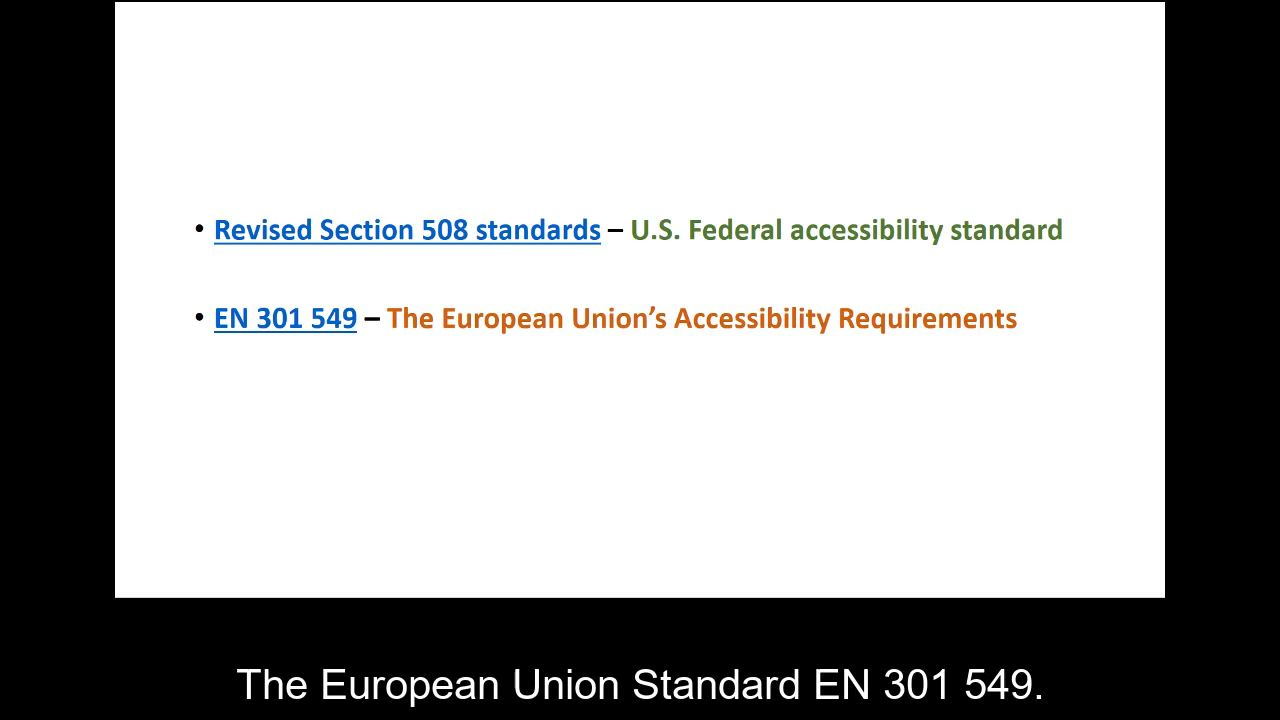 • Revised Section 508 standards – U.S. Federal accessibility standard
• EN 301 549 – The European Union’s Accessibility Requirements
The European Union Standard EN 301 549.